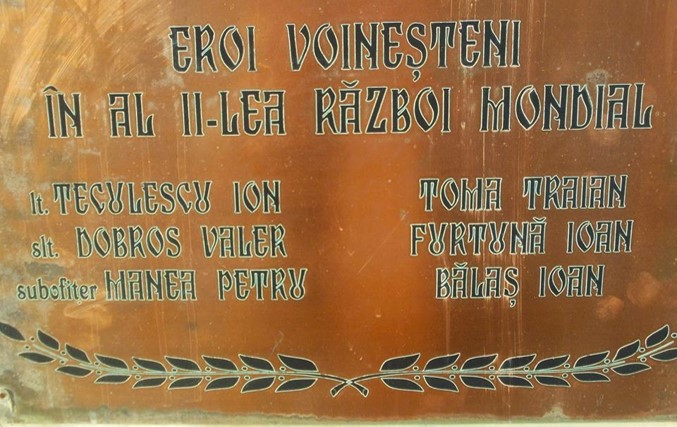 EROI VOINEȘTENI
ÎN AL II-LEA RĂZBOI MONDIAL
lt. TECULESCU ION
slt. DOBROS VALER
subofiter MANEA PETRU
TOMA TRAIAN
FURTUNĂ IOAN
BĂLAȘ IOAN